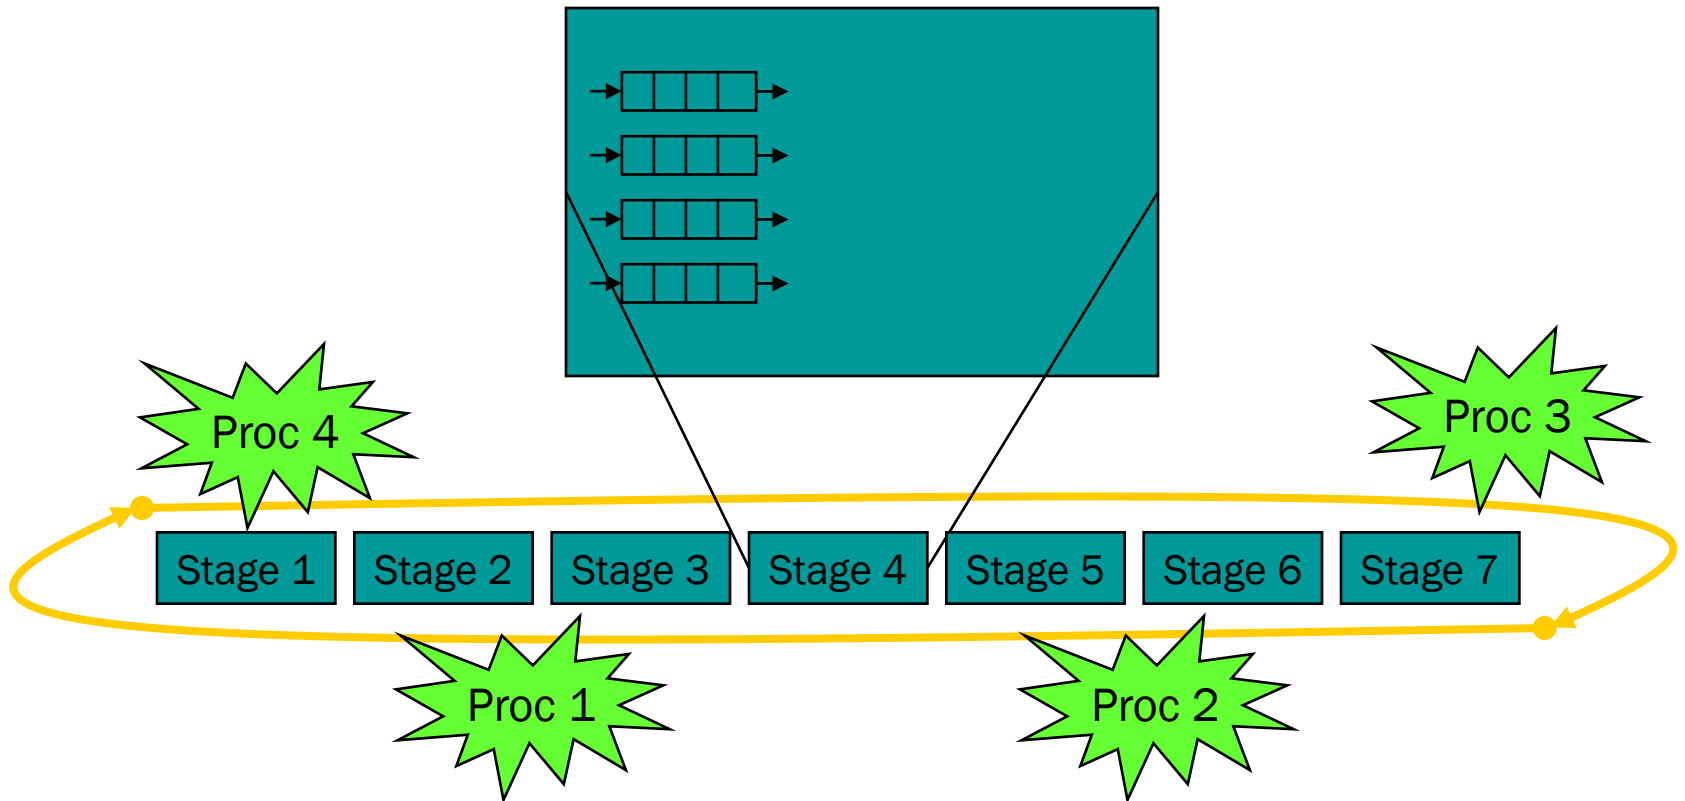 Proc 4
Proc 3
Stage 1
Stage 2
Stage 3
Stage 4
Stage 5
Stage 6
Stage 7
Proc 1
Proc 2